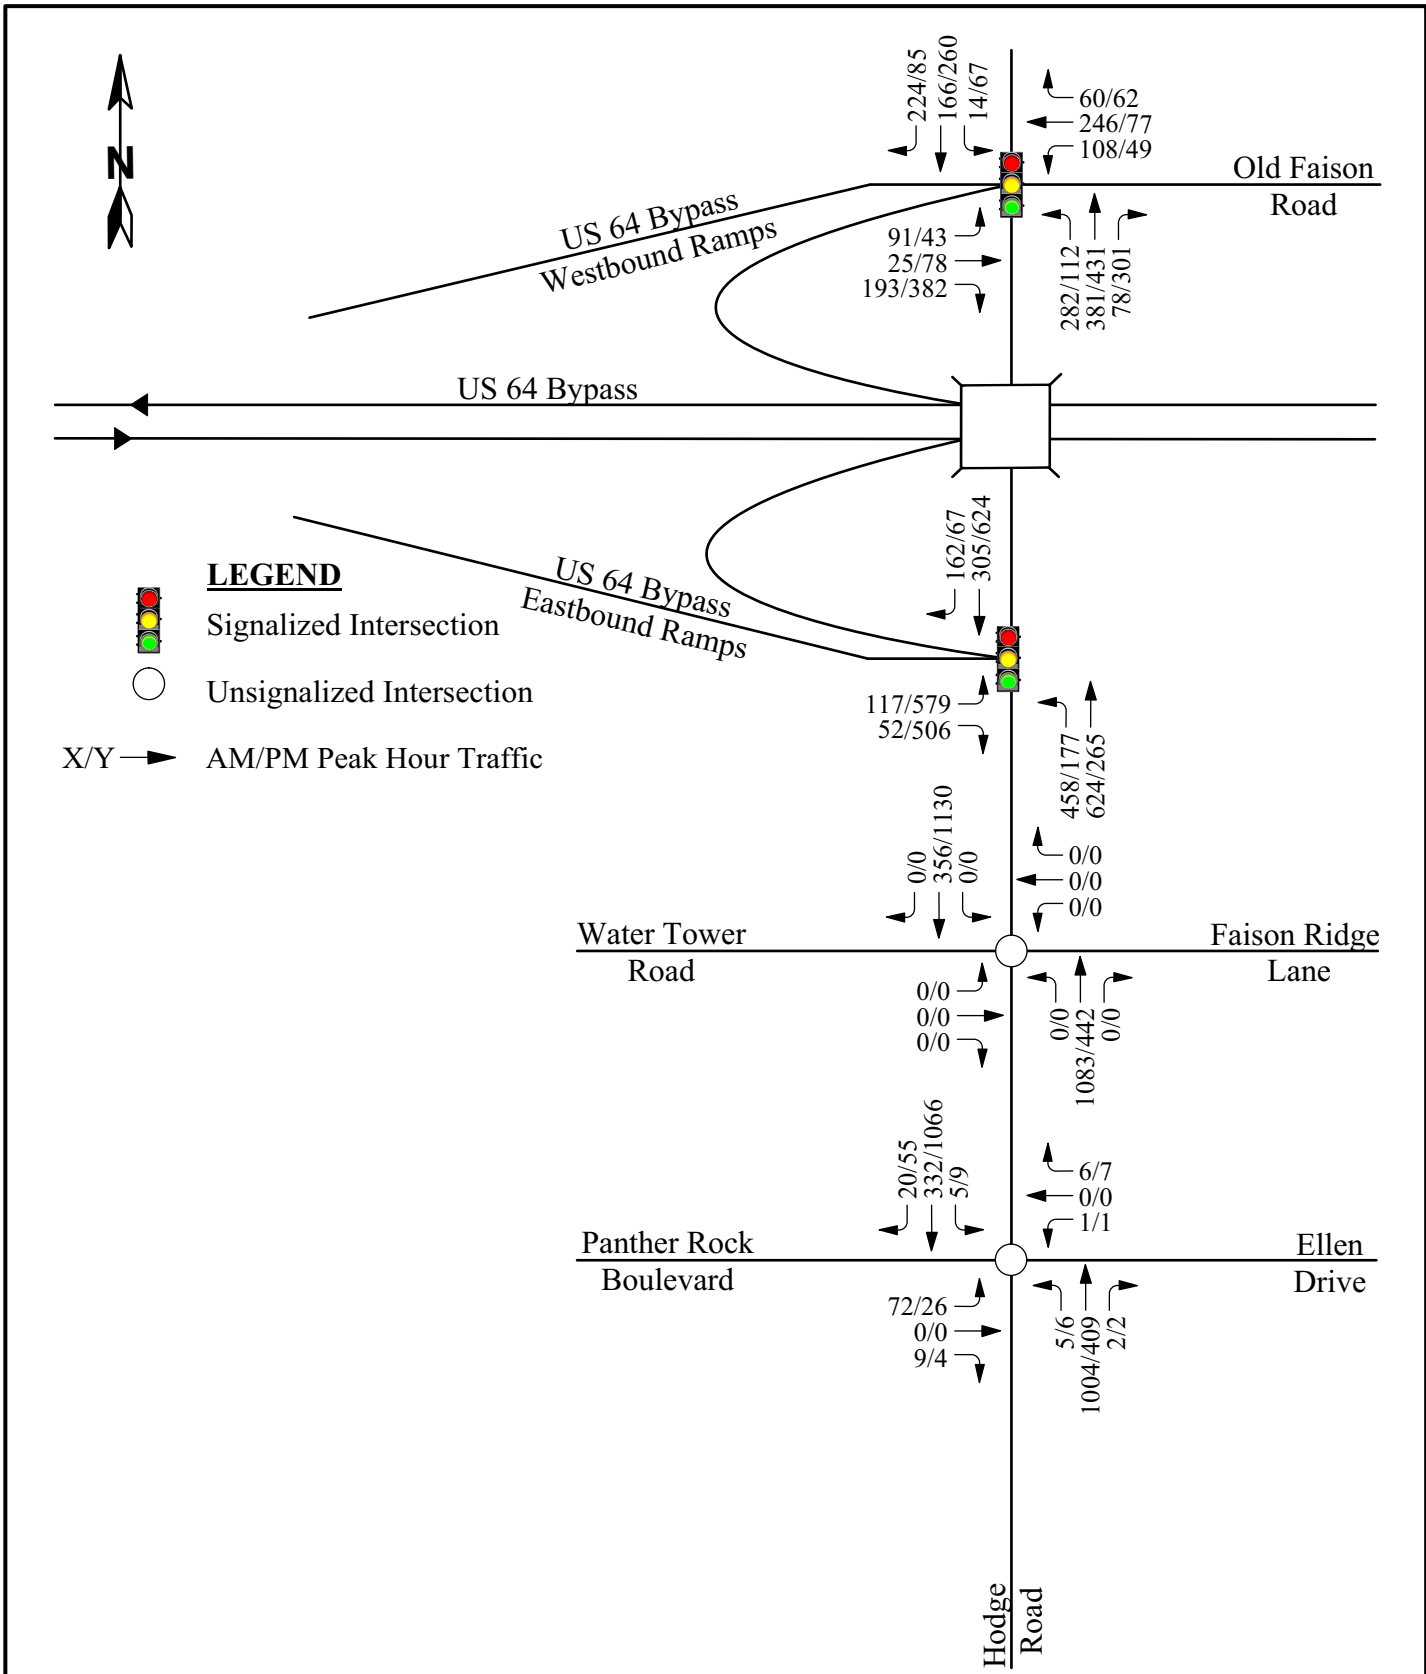 N
224/85
166/260
14/67
60/62
246/77
108/49
Old Faison
Road
US 64 Bypass
Westbound Ramps
91/43
25/78
193/382
282/112
381/431
78/301
US 64 Bypass
162/67
305/624
US 64 Bypass
Eastbound Ramps
LEGEND
Signalized Intersection
Unsignalized Intersection
X/Y AM/PM Peak Hour Traffic
117/579
52/506
458/177
624/265
0/0
356/1130
0/0
0/0
0/0
0/0
Water Tower
Road
Faison Ridge
Lane
0/0
0/0
0/0
0/0
1083/442
0/0
20/55
332/1066
5/9
6/7
0/0
1/1
Panther Rock
Boulevard
Ellen
Drive
72/26
0/0
9/4
5/6
1004/409
2/2
Hodge
Road